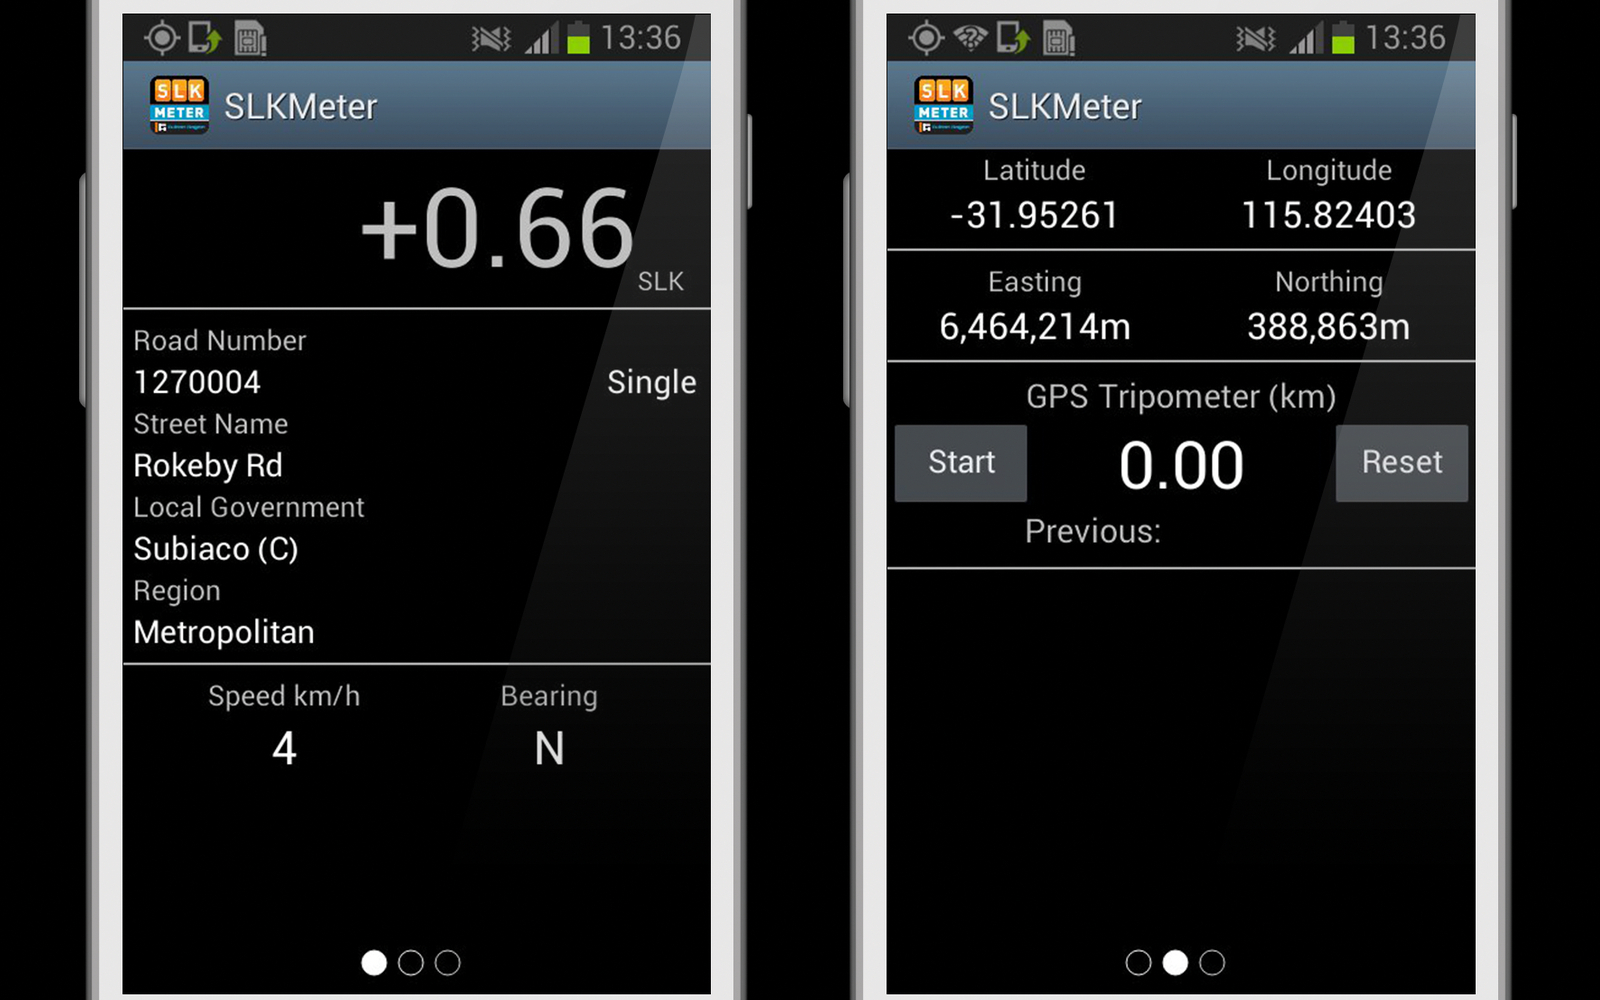 13:36
SLK
METER
SLKMeter
+0.66
SLK
Road Number
1270004
Single
Street Name
Rokeby Rd
Local Government
Subiaco (C)
Region
Metropolitan
Speed km/h
Bearing
4
N
13:36
SLK
METER
SLKMeter
Latitude
Longitude
-31.95261
115.82403
Easting
Northing
6,464,214m
388,863m
GPS Tripometer (km)
Start
0.00
Reset
Previous: